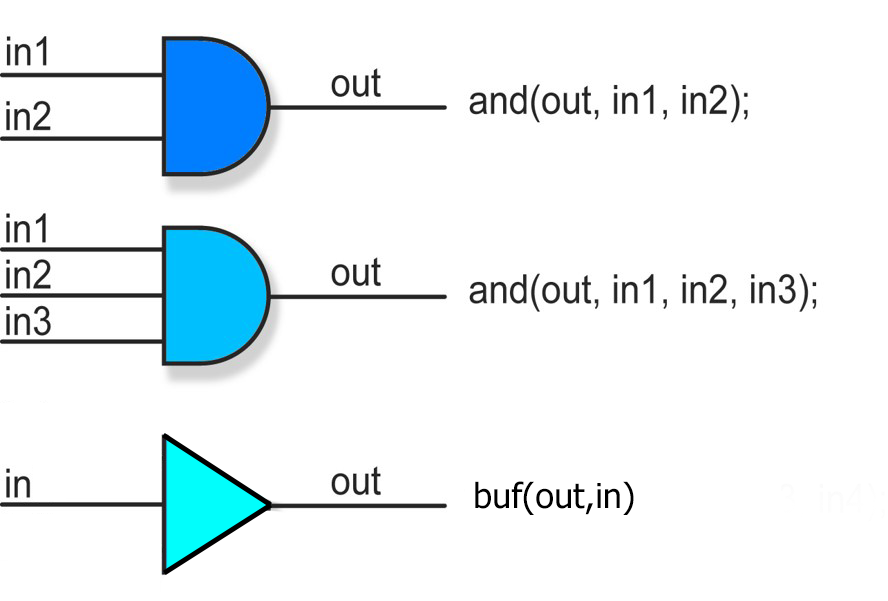 in1
in2
out
and(out, in1, in2);
in1
in2
in3
out
and(out, in1, in2, in3);
in
out
buf(out,in)